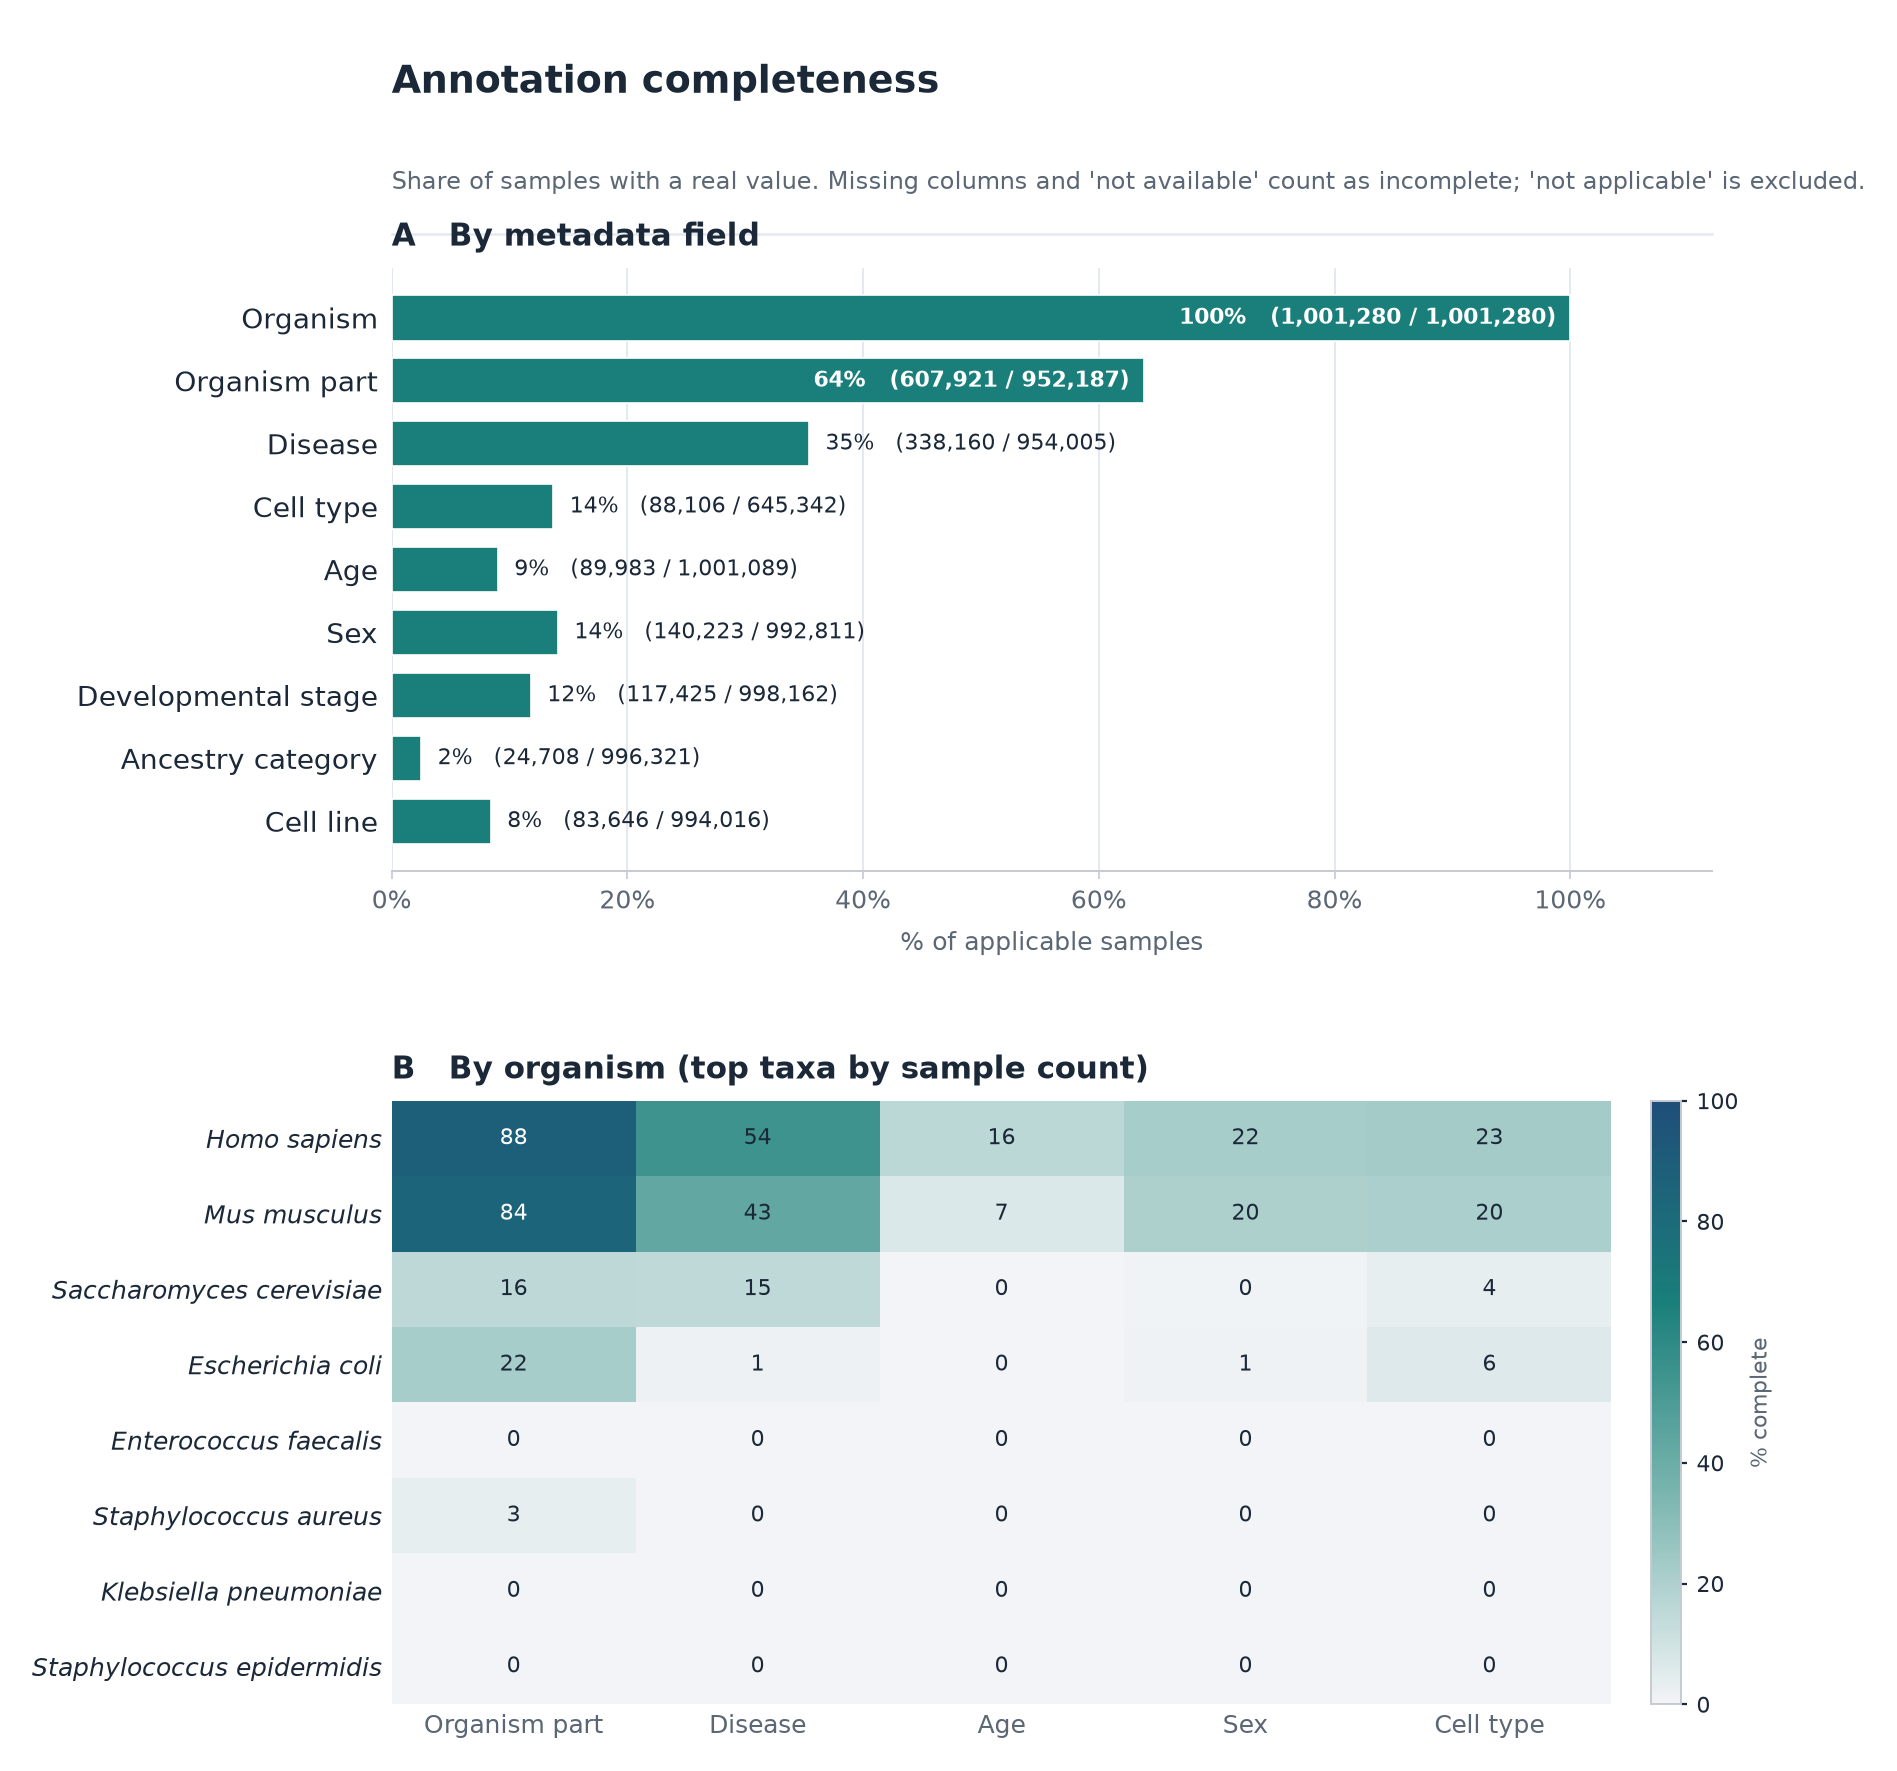 Annotation completeness
Share of samples with a real value. Missing columns and 'not available' count as incomplete; 'not applicable' is excluded.
A By metadata field
Organism 100% (1,001,280 / 1,001,280)
Organism part 64% (607,921 / 952,187)
Disease 35% (338,160 / 954,005)
Cell type 14% (88,106 / 645,342)
Age 9% (89,983 / 1,001,089)
Sex 14% (140,223 / 992,811)
Developmental stage 12% (117,425 / 998,162)
Ancestry category 2% (24,708 / 996,321)
Cell line 8% (83,646 / 994,016)
0% 20% 40% 60% 80% 100%
% of applicable samples
B By organism (top taxa by sample count)
Homo sapiens 88 54 16 22 23
Mus musculus 84 43 7 20 20
Saccharomyces cerevisiae 16 15 0 0 4
Escherichia coli 22 1 0 1 6
Enterococcus faecalis 0 0 0 0 0
Staphylococcus aureus 3 0 0 0 0
Klebsiella pneumoniae 0 0 0 0 0
Staphylococcus epidermidis 0 0 0 0 0
Organism part Disease Age Sex Cell type
100
80
60
40
20
0
% complete